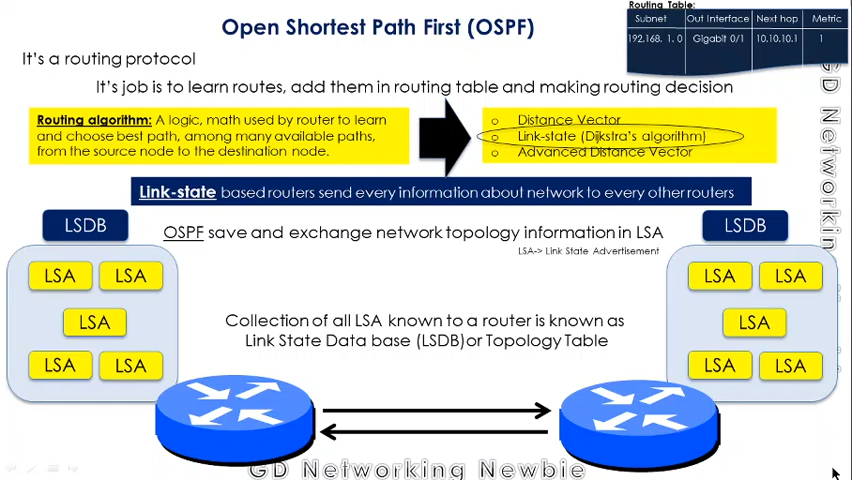 Routing Table:
Subnet Out Interface Next hop Metric
192.168. 1. 0 Gigabit 0/1 10.10.10.1 1
Open Shortest Path First (OSPF)
It's a routing protocol
It's job is to learn routes, add them in routing table and making routing decision
Routing algorithm: A logic, math used by router to learn
and choose best path, among many available paths,
from the source node to the destination node.
o Distance Vector
o Link-state (Dijkstra's algorithm)
o Advanced Distance Vector
Link-state based routers send every information about network to every other routers
LSDB
OSPF save and exchange network topology information in LSA
LSA-> Link State Advertisement
LSDB
LSA LSA
LSA
LSA LSA
Collection of all LSA known to a router is known as
Link State Data base (LSDB)or Topology Table
LSA LSA
LSA
LSA LSA
GD Networking Newbie
GD Networkin